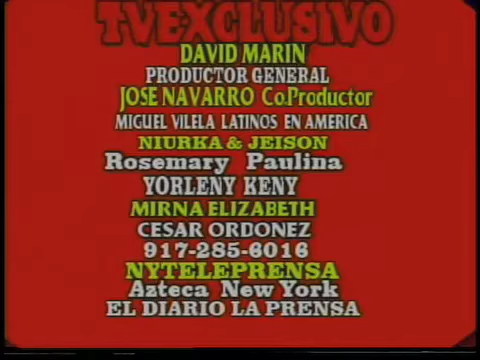 TVEXCLUSIVO
DAVID MARIN
PRODUCTOR GENERAL
JOSE NAVARRO Co.Productor
MIGUEL VILELA LATINOS EN AMERICA
NIURKA & JEISON
Rosemary Paulina
YORLENY KENY
MIRNA ELIZABETH
CESAR ORDONEZ
917-285-6016
NYTELEPRENSA
Azteca New York
EL DIARIO LA PRENSA